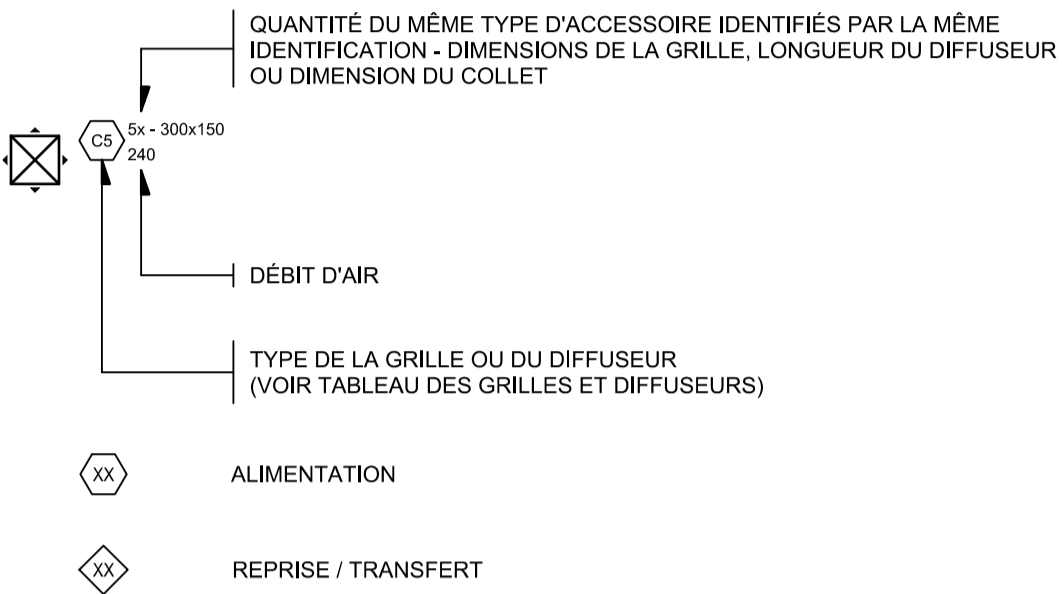 QUANTITÉ DU MÊME TYPE D'ACCESSOIRE IDENTIFIÉS PAR LA MÊME
IDENTIFICATION - DIMENSIONS DE LA GRILLE, LONGUEUR DU DIFFUSEUR
OU DIMENSION DU COLLET
C5
5x - 300x150
240
DÉBIT D'AIR
TYPE DE LA GRILLE OU DU DIFFUSEUR
(VOIR TABLEAU DES GRILLES ET DIFFUSEURS)
XX ALIMENTATION
XX REPRISE / TRANSFERT